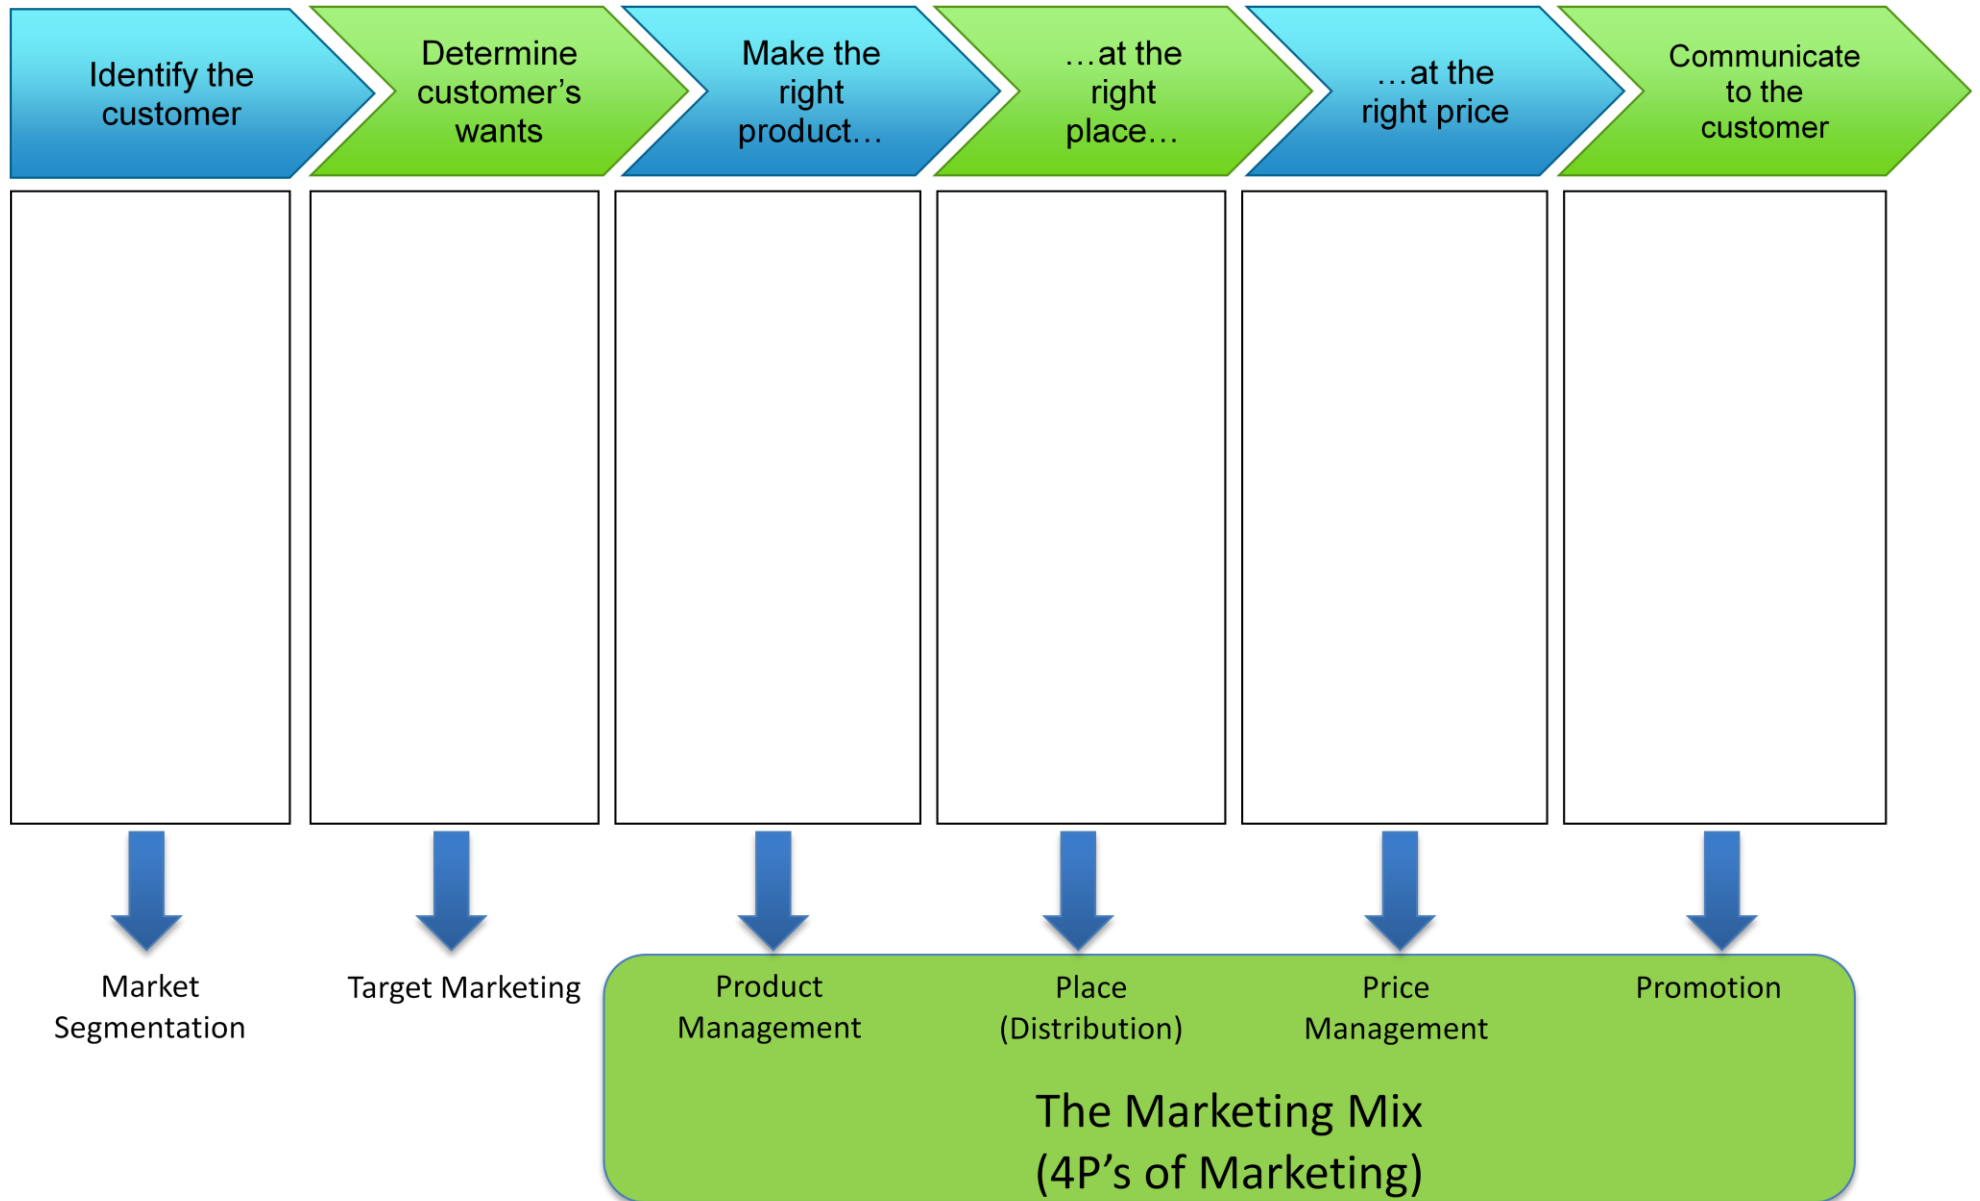 Identify the
customer
Determine
customer’s
wants
Make the
right
product…
…at the
right
place…
…at the
right price
Communicate
to the
customer
Market
Segmentation
Target Marketing
Product
Management
Place
(Distribution)
Price
Management
Promotion
The Marketing Mix
(4P’s of Marketing)